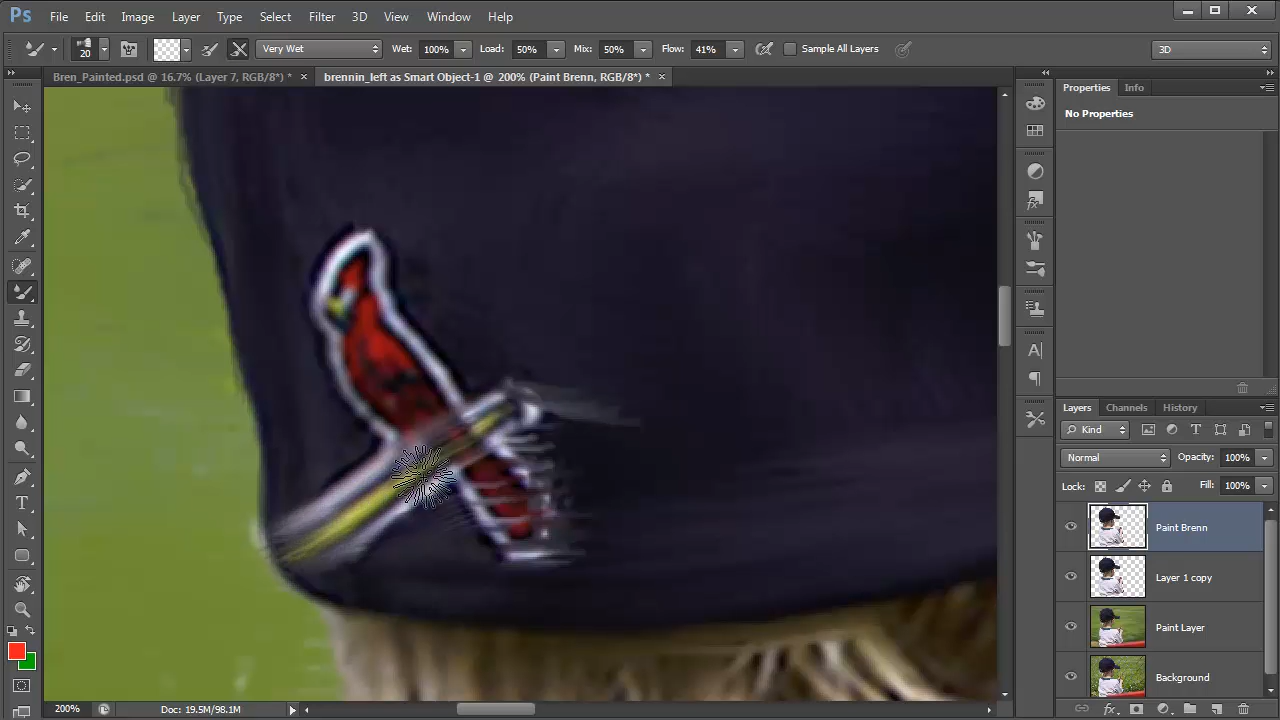 Ps File Edit Image Layer Type Select Filter 3D View Window Help
20 Very Wet Wet: 100% Load: 50% Mix: 50% Flow: 41% Sample All Layers 3D
Bren_Painted.psd @ 16.7% (Layer 7, RGB/8*) * × brennin_left as Smart Object-1 @ 200% (Paint Brenn, RGB/8*) * ×
Properties Info
No Properties
Layers Channels History
Kind
Normal Opacity: 100%
Lock: Fill: 100%
Paint Brenn
Layer 1 copy
Paint Layer
Background
200% Doc: 19.5M/98.1M